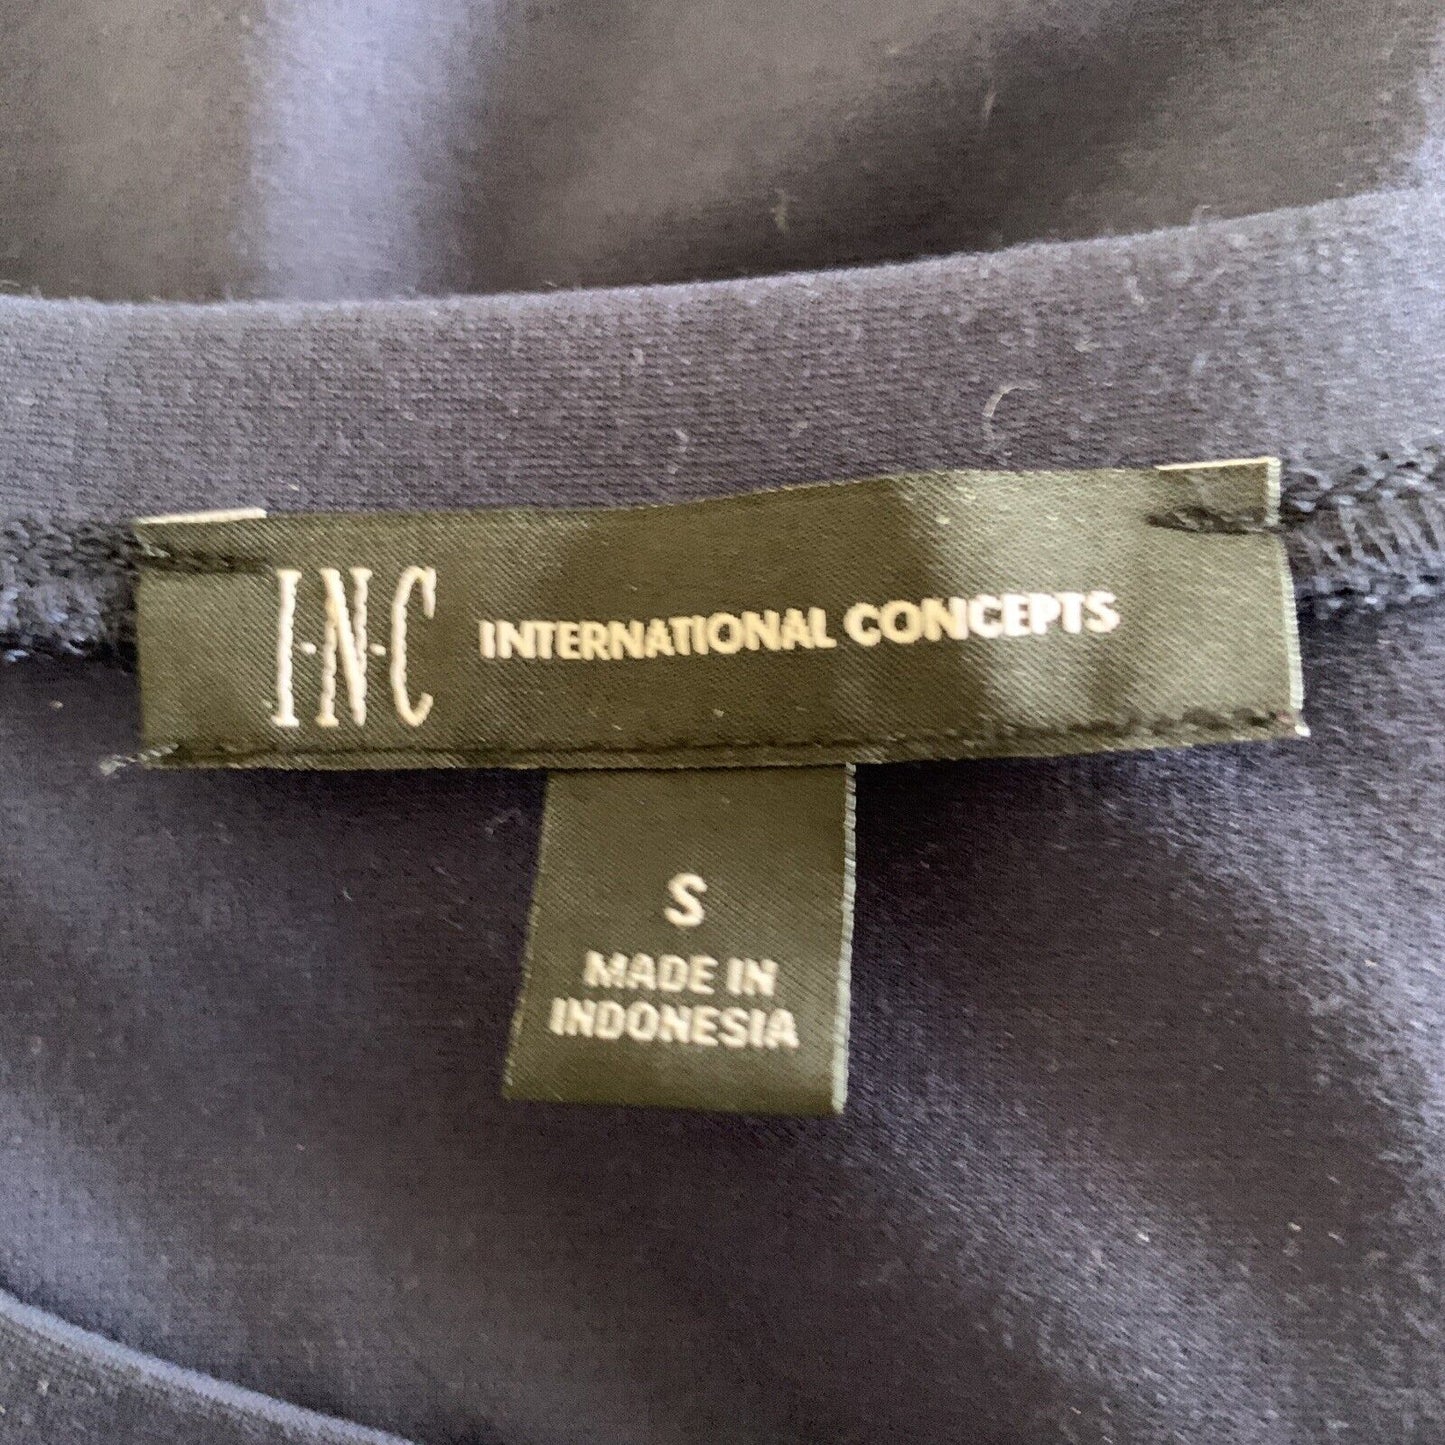 I·N·C INTERNATIONAL CONCEPTS
S
MADE IN
INDONESIA